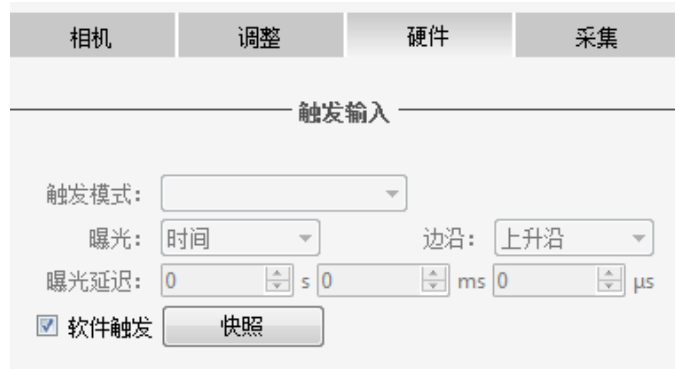 相机 调整 硬件 采集
触发输入
触发模式：
曝光： 时间 边沿： 上升沿
曝光延迟： 0 s 0 ms 0 μs
软件触发 快照